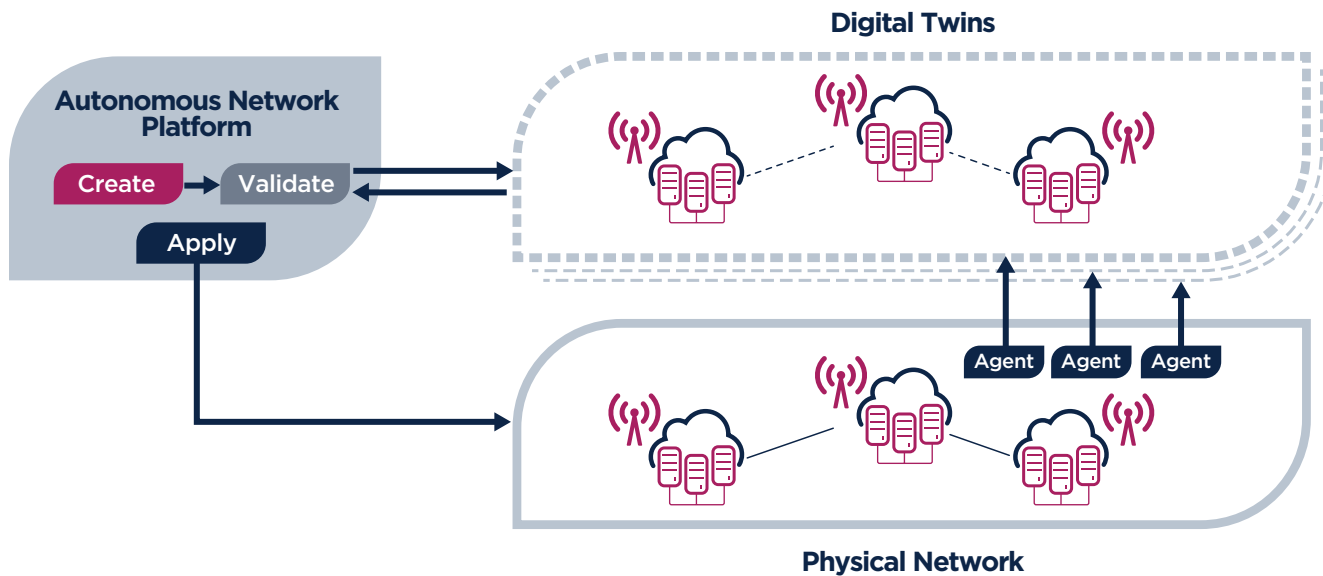 Digital Twins
Autonomous Network
Platform
Create
Validate
Apply
Agent
Agent
Agent
Physical Network